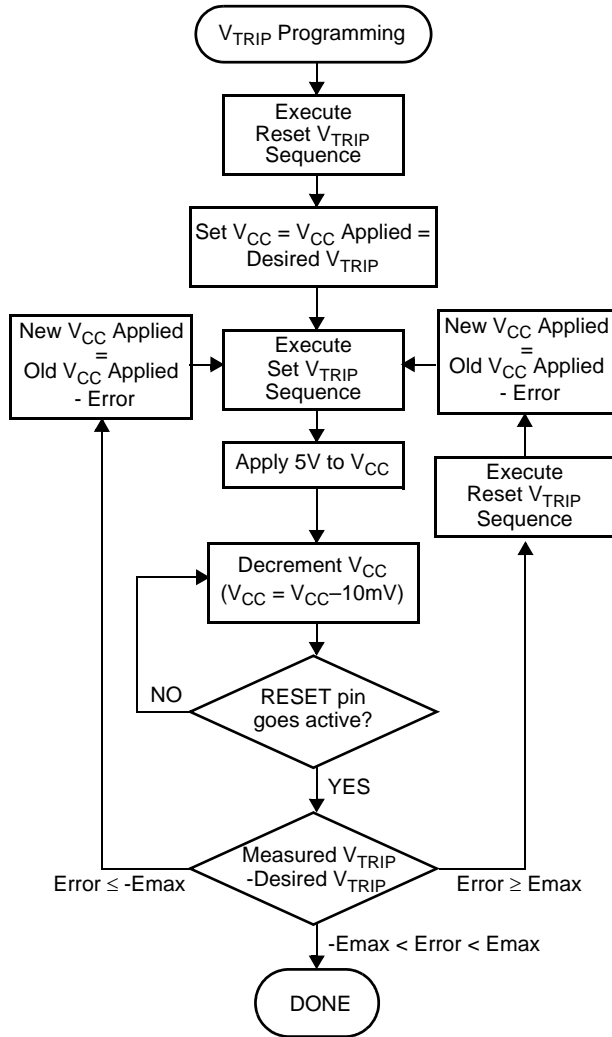 V_TRIP Programming
Execute
Reset V_TRIP
Sequence
Set V_CC = V_CC Applied =
Desired V_TRIP
New V_CC Applied
=
Old V_CC Applied
- Error
Execute
Set V_TRIP
Sequence
New V_CC Applied
=
Old V_CC Applied
- Error
Apply 5V to V_CC
Execute
Reset V_TRIP
Sequence
Decrement V_CC
(V_CC = V_CC–10mV)
NO
RESET pin
goes active?
YES
Measured V_TRIP
-Desired V_TRIP
Error ≤ -Emax
Error ≥ Emax
-Emax < Error < Emax
DONE